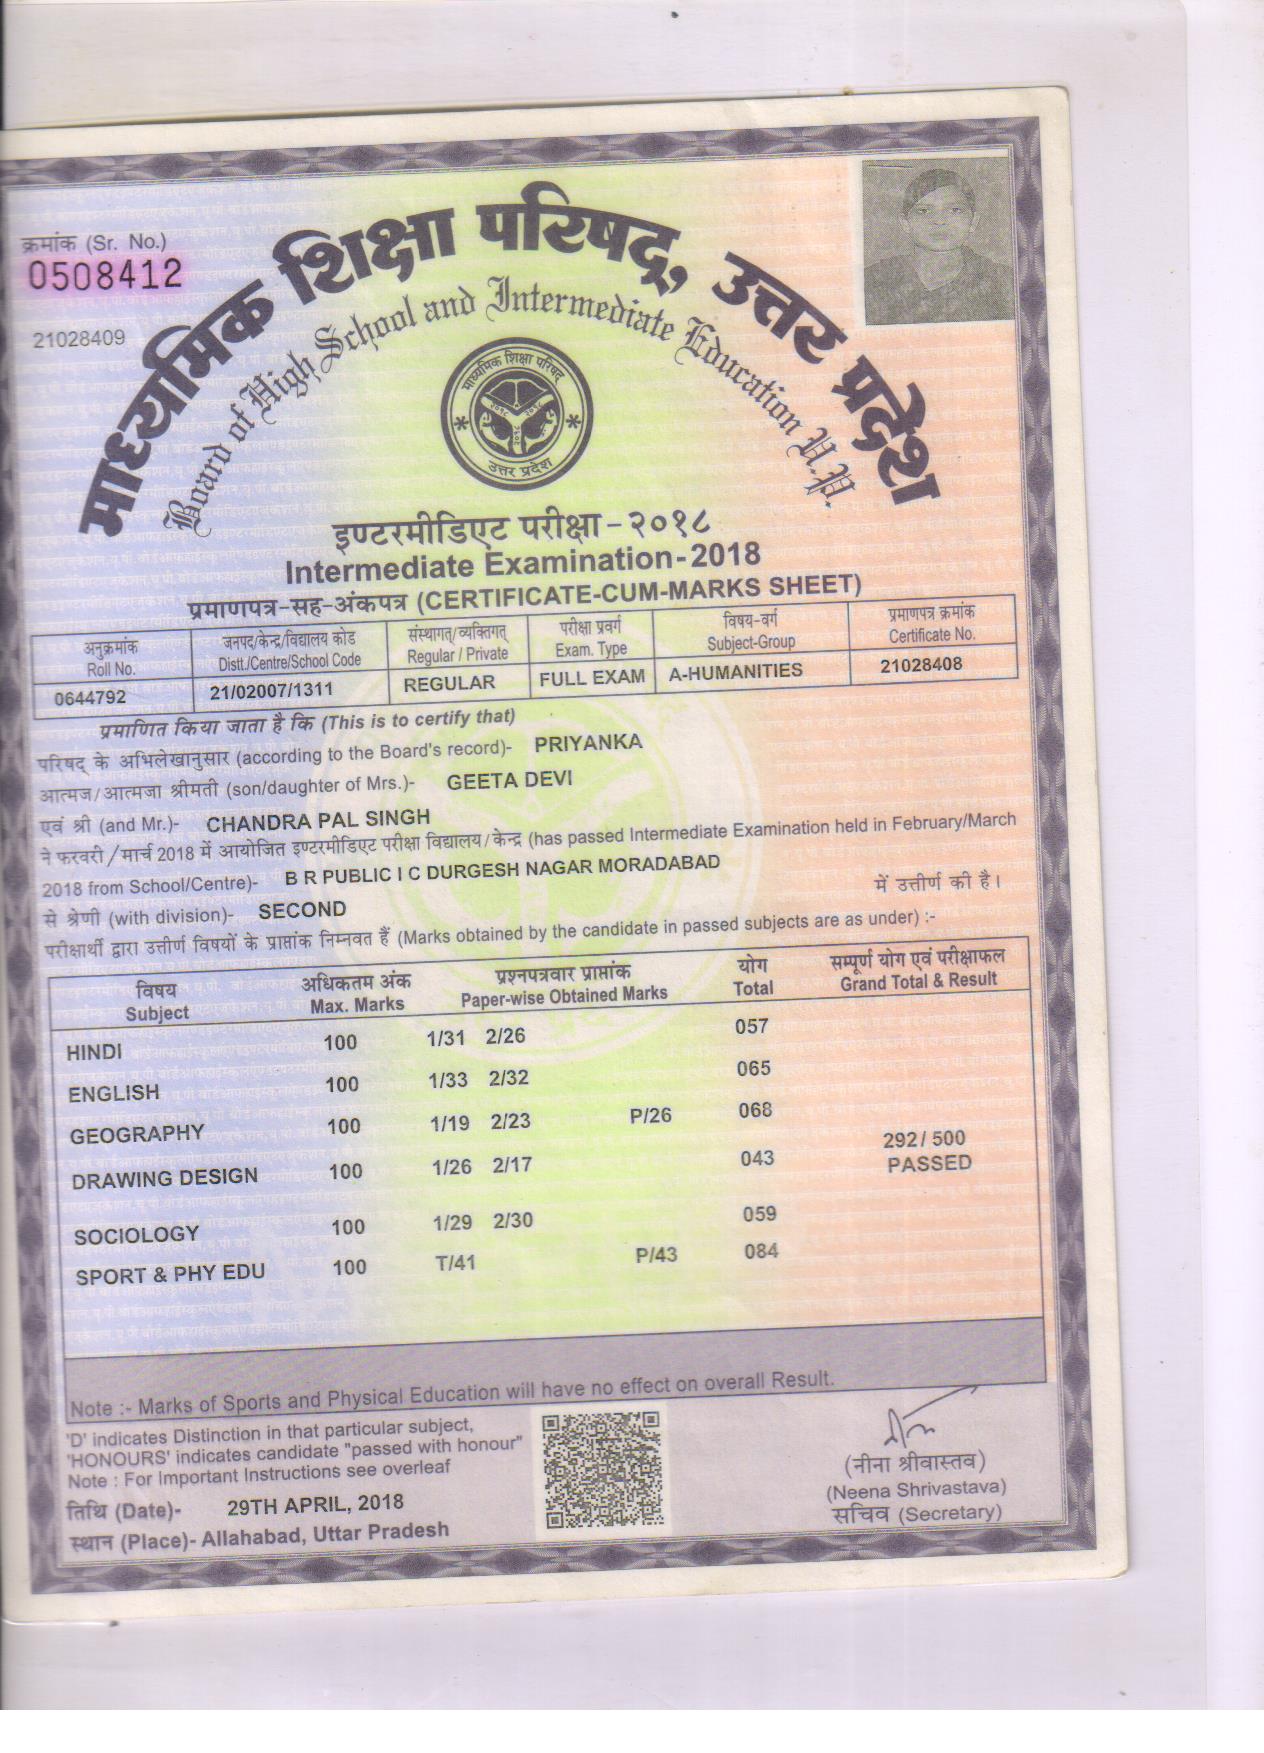 क्रमांक (Sr. No.)
0508412
21028409
माध्यमिक शिक्षा परिषद्, उत्तर प्रदेश
Board of High School and Intermediate Education U.P.
माध्यमिक शिक्षा परिषद्
२०१८ २०१८
२०१८
उत्तर प्रदेश
इण्टरमीडिएट परीक्षा - २०१८
Intermediate Examination - 2018
प्रमाणपत्र-सह-अंकपत्र (CERTIFICATE-CUM-MARKS SHEET)
अनुक्रमांक जनपद/केन्द्र/विद्यालय कोड संस्थागत्/व्यक्तिगत् परीक्षा प्रवर्ग विषय-वर्ग प्रमाणपत्र क्रमांक
Roll No. Distt./Centre/School Code Regular / Private Exam. Type Subject-Group Certificate No.
0644792 21/02007/1311 REGULAR FULL EXAM A-HUMANITIES 21028408
प्रमाणित किया जाता है कि (This is to certify that)
परिषद् के अभिलेखानुसार (according to the Board's record)- PRIYANKA
आत्मज/आत्मजा श्रीमती (son/daughter of Mrs.)- GEETA DEVI
एवं श्री (and Mr.)- CHANDRA PAL SINGH
ने फरवरी/मार्च 2018 में आयोजित इण्टरमीडिएट परीक्षा विद्यालय/केन्द्र (has passed Intermediate Examination held in February/March
2018 from School/Centre)- B R PUBLIC I C DURGESH NAGAR MORADABAD
से श्रेणी (with division)- SECOND में उत्तीर्ण की है।
परीक्षार्थी द्वारा उत्तीर्ण विषयों के प्राप्तांक निम्नवत हैं (Marks obtained by the candidate in passed subjects are as under) :-
विषय अधिकतम अंक प्रश्नपत्रवार प्राप्तांक योग सम्पूर्ण योग एवं परीक्षाफल
Subject Max. Marks Paper-wise Obtained Marks Total Grand Total & Result
HINDI 100 1/31 2/26 057
ENGLISH 100 1/33 2/32 065
GEOGRAPHY 100 1/19 2/23 P/26 068
292/ 500
DRAWING DESIGN 100 1/26 2/17 043 PASSED
SOCIOLOGY 100 1/29 2/30 059
SPORT & PHY EDU 100 T/41 P/43 084
Note :- Marks of Sports and Physical Education will have no effect on overall Result.
'D' indicates Distinction in that particular subject,
'HONOURS' indicates candidate "passed with honour"
Note : For Important Instructions see overleaf
तिथि (Date)- 29TH APRIL, 2018
स्थान (Place)- Allahabad, Uttar Pradesh
(नीना श्रीवास्तव)
(Neena Shrivastava)
सचिव (Secretary)